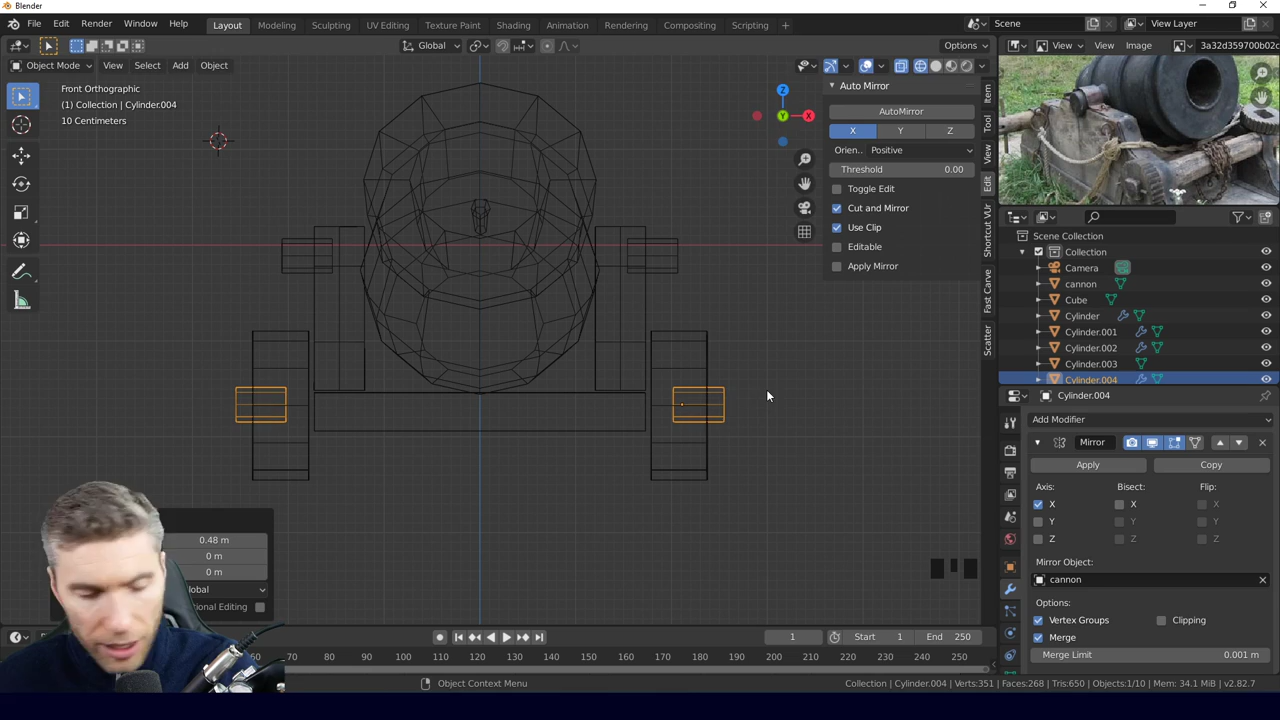 Blender
File Edit Render Window Help Layout Modeling Sculpting UV Editing Texture Paint Shading Animation Rendering Compositing Scripting + Scene View Layer
Global Options View Image 3a32d359700b02c
Object Mode View Select Add Object
Front Orthographic
(1) Collection | Cylinder.004
10 Centimeters
Z
Y X
Auto Mirror
AutoMirror
X Y Z
Orien.. Positive
Threshold 0.00
Toggle Edit
Cut and Mirror
Use Clip
Editable
Apply Mirror
Item
Tool
View
Edit
Shortcut VUr
Fast Carve
Scatter
Scene Collection
Collection
Camera
cannon
Cube
Cylinder
Cylinder.001
Cylinder.002
Cylinder.003
Cylinder.004
Cylinder.004
Add Modifier
Mirror
Apply Copy
Axis: Bisect: Flip:
X X X
Y Y Y
Z Z Z
Mirror Object:
cannon
Options:
Vertex Groups Clipping
Merge
Merge Limit 0.001 m
0.48 m
0 m
0 m
lobal
tional Editing
1 Start 1 End 250
60 70 80 90 100 110 120 130 140 150 160 170 180 190 200 210 220 230 240 250
Object Context Menu
Collection | Cylinder.004 | Verts:351 | Faces:268 | Tris:650 | Objects:1/10 | Mem: 34.1 MiB | v2.82.7